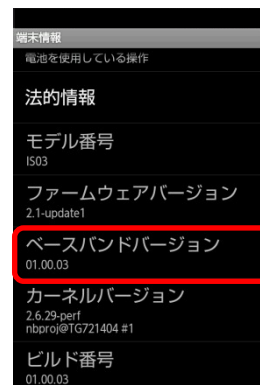 端末情報
電池を使用している操作
法的情報
モデル番号
IS03
ファームウェアバージョン
2.1-update1
ベースバンドバージョン
01.00.03
カーネルバージョン
2.6.29-perf
nbproj@TG721404 #1
ビルド番号
01.00.03